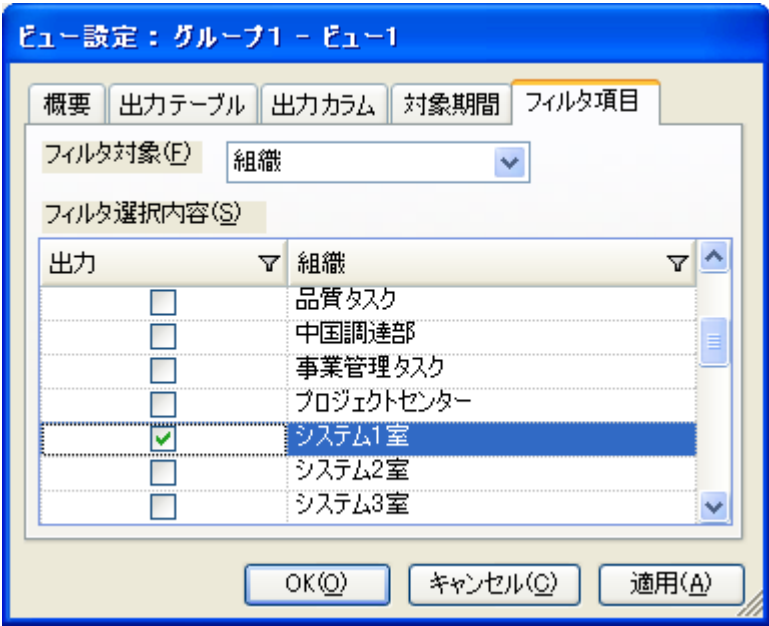 ビュー設定：グループ1 - ビュー1
概要 出力テーブル 出力カラム 対象期間 フィルタ項目
フィルタ対象(F) 組織
フィルタ選択内容(S)
出力 組織
品質タスク
中国調達部
事業管理タスク
プロジェクトセンター
システム1室
システム2室
システム3室
OK(O) キャンセル(C) 適用(A)